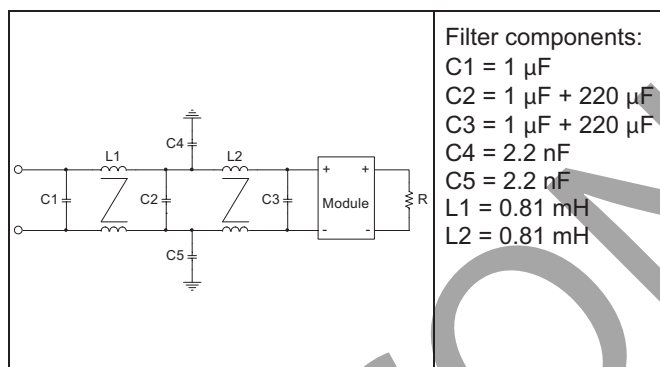 Filter components:
C1 = 1 µF
C2 = 1 µF + 220 µF
C3 = 1 µF + 220 µF
C4 = 2.2 nF
C5 = 2.2 nF
L1 = 0.81 mH
L2 = 0.81 mH
C4
L1
L2
+
+
C1
C2
C3
Module
R
-
-
C5